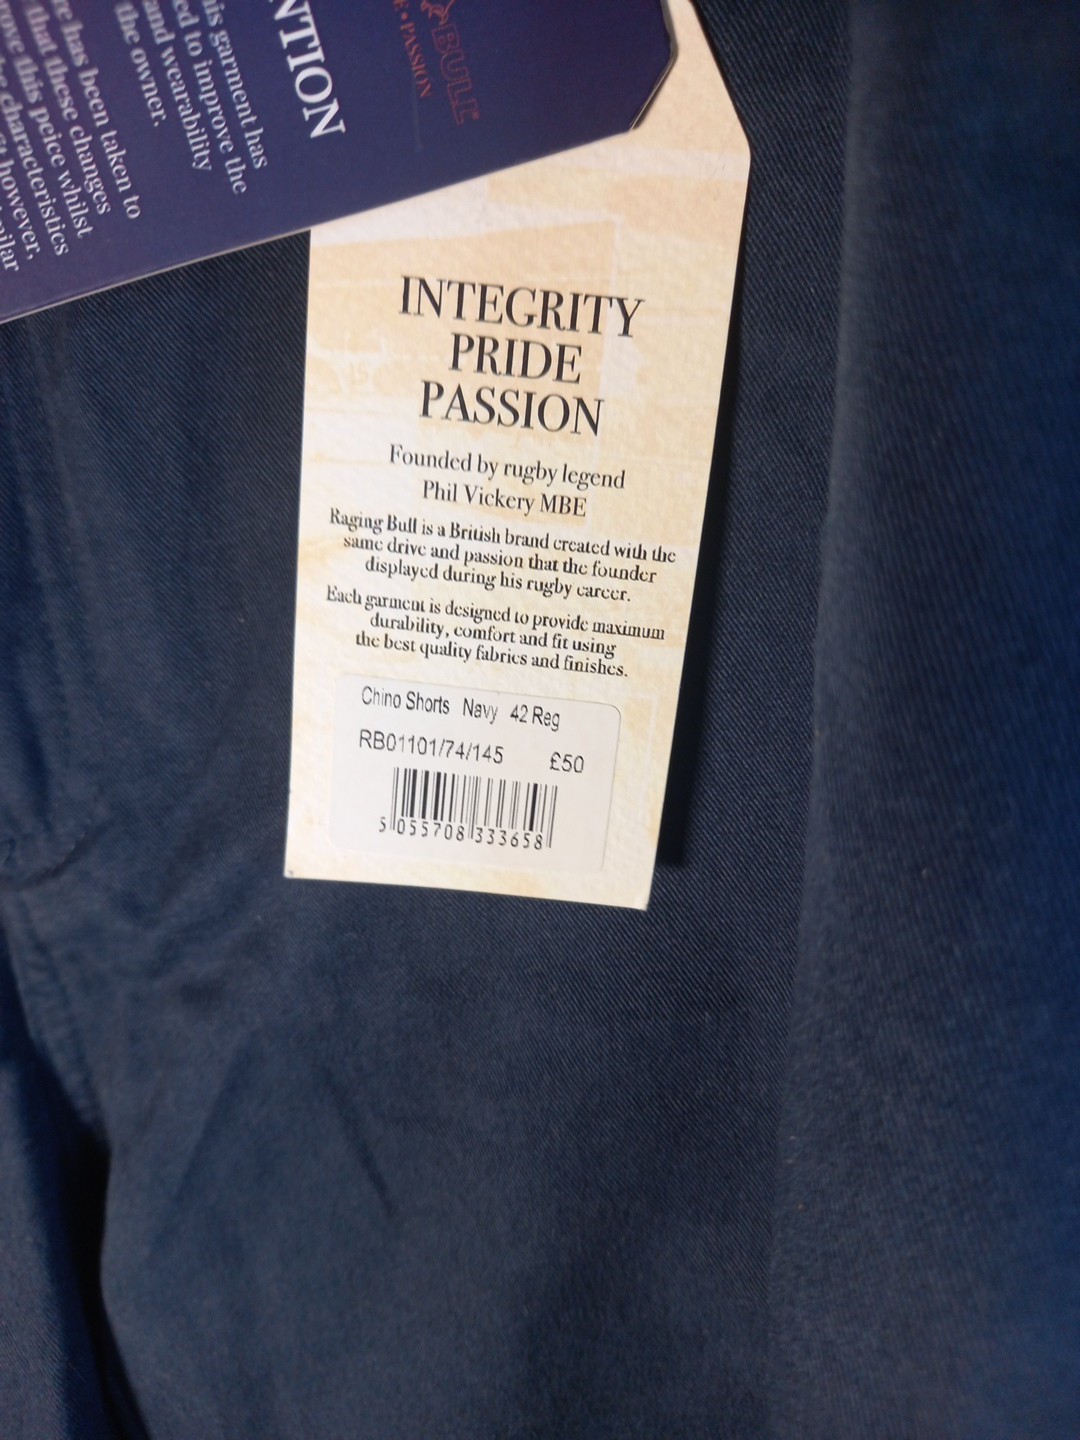 BULL
E • PASSION
NTION
is garment has
ed to improve the
and wearability
the owner.
re has been taken to
that these changes
ove this peice whilst
e characteristics
however,
milar
INTEGRITY
PRIDE
PASSION
Founded by rugby legend
Phil Vickery MBE
Raging Bull is a British brand created with the
same drive and passion that the founder
displayed during his rugby career.
Each garment is designed to provide maximum
durability, comfort and fit using
the best quality fabrics and finishes.
Chino Shorts Navy 42 Reg
RB01101/74/145 £50
5 055708 333658